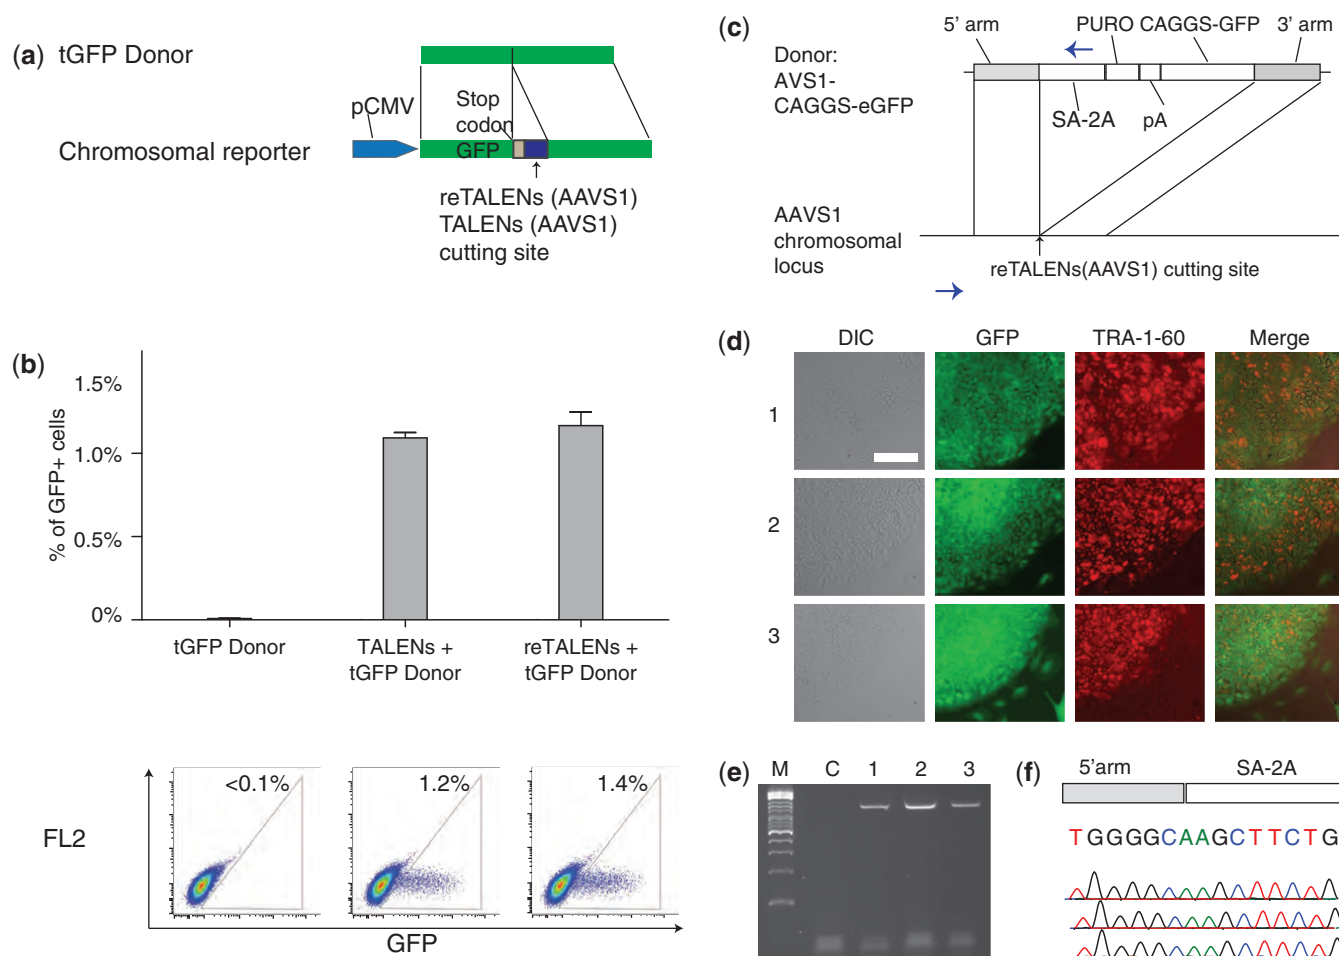 (a) tGFP Donor
pCMV
Stop
codon
GFP
Chromosomal reporter
reTALENs (AAVS1)
TALENs (AAVS1)
cutting site
(b)
% of GFP+ cells
1.5%
1.0%
0.5%
0%
tGFP Donor
TALENs +
tGFP Donor
reTALENs +
tGFP Donor
<0.1%
1.2%
1.4%
FL2
GFP
(c)
5' arm
PURO CAGGS-GFP
3' arm
Donor:
AVS1-
CAGGS-eGFP
SA-2A
pA
AAVS1
chromosomal
locus
reTALENs(AAVS1) cutting site
(d)
DIC
GFP
TRA-1-60
Merge
1
2
3
(e)
M C 1 2 3
(f)
5'arm
SA-2A
TGGGGCAAGCTTCTG